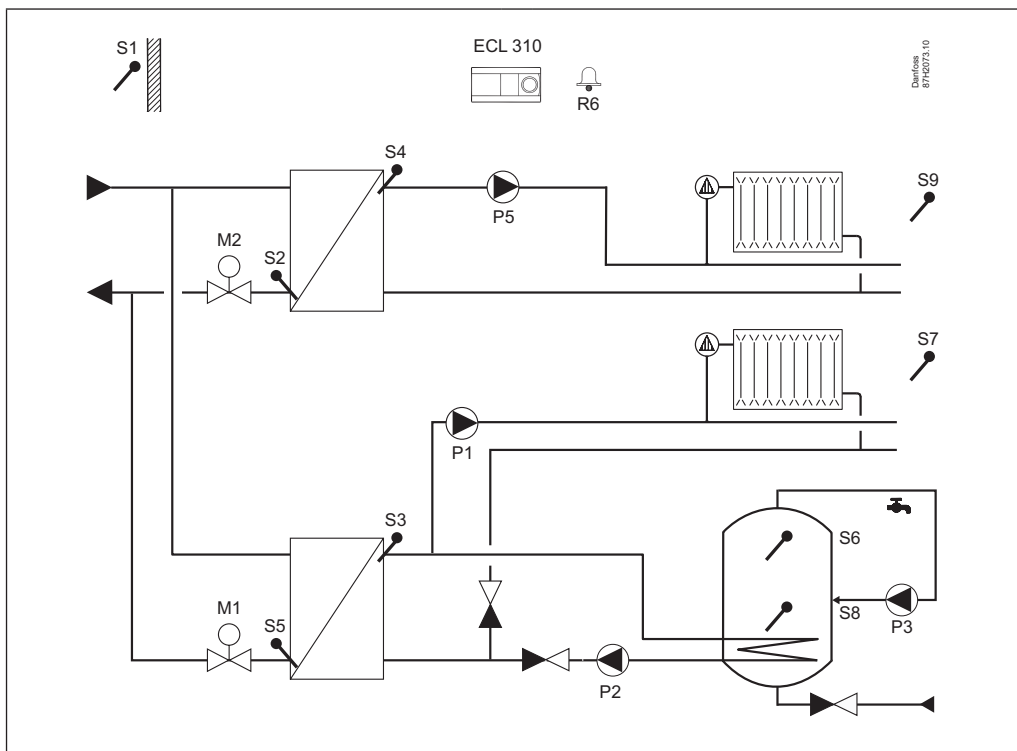 S1
ECL 310
R6
Danfoss
87H2073.10
S4
P5
S9
M2
S2
S7
P1
S3
S6
M1
S5
S8
P3
P2